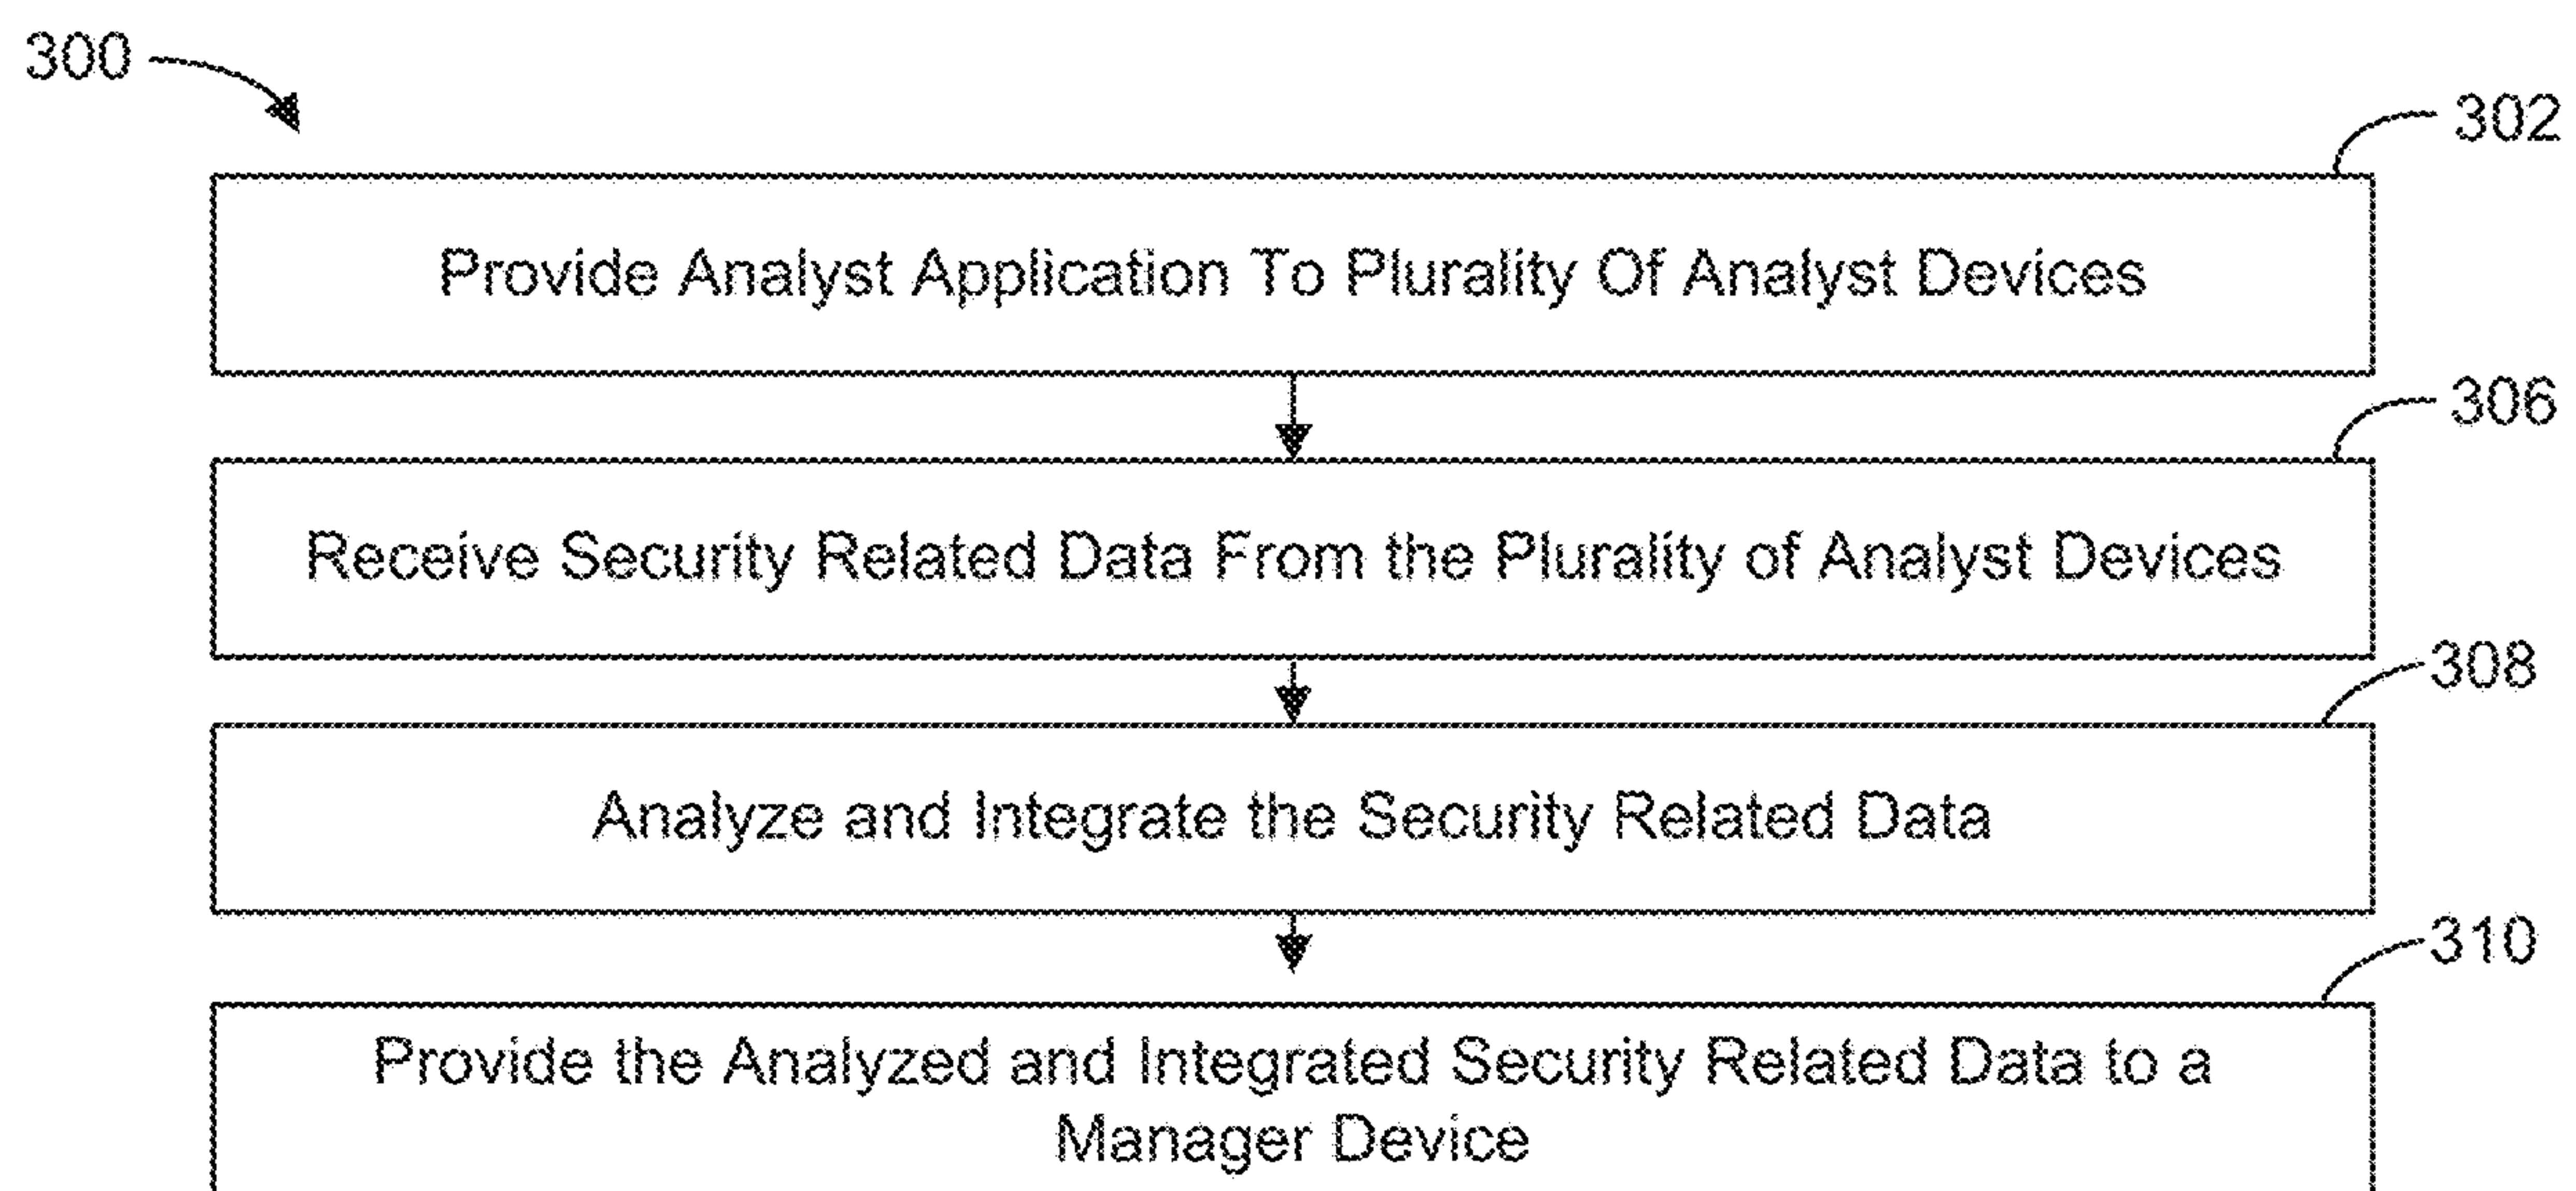 300
302
Provide Analyst Application To Plurality Of Analyst Devices
306
Receive Security Related Data From the Plurality of Analyst Devices
308
Analyze and Integrate the Security Related Data
310
Provide the Analyzed and Integrated Security Related Data to a
Manager Device